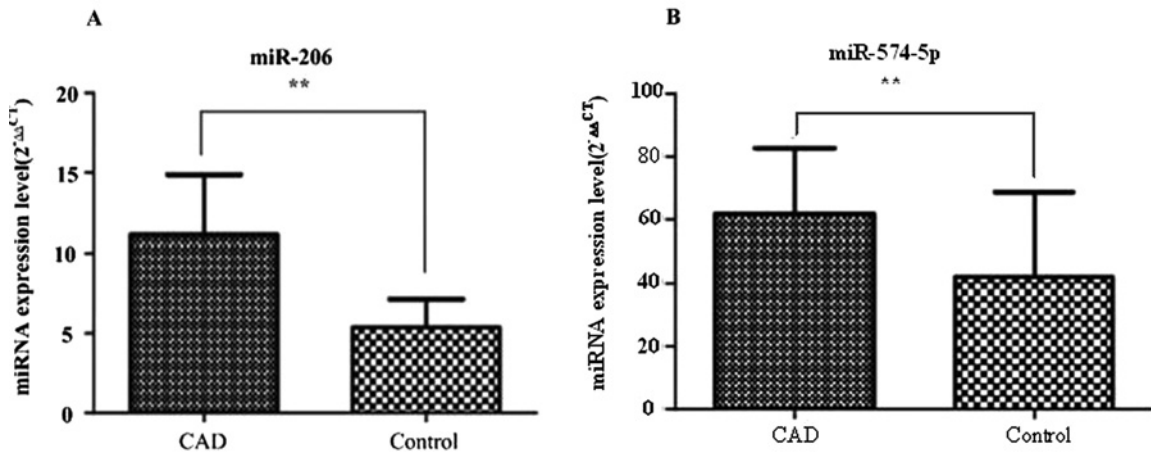 A
miR-206
**
miRNA expression level(2^-ΔΔCT)
20
15
10
5
0
CAD Control
B
miR-574-5p
**
miRNA expression level(2^-ΔΔCT)
100
80
60
40
20
0
CAD Control